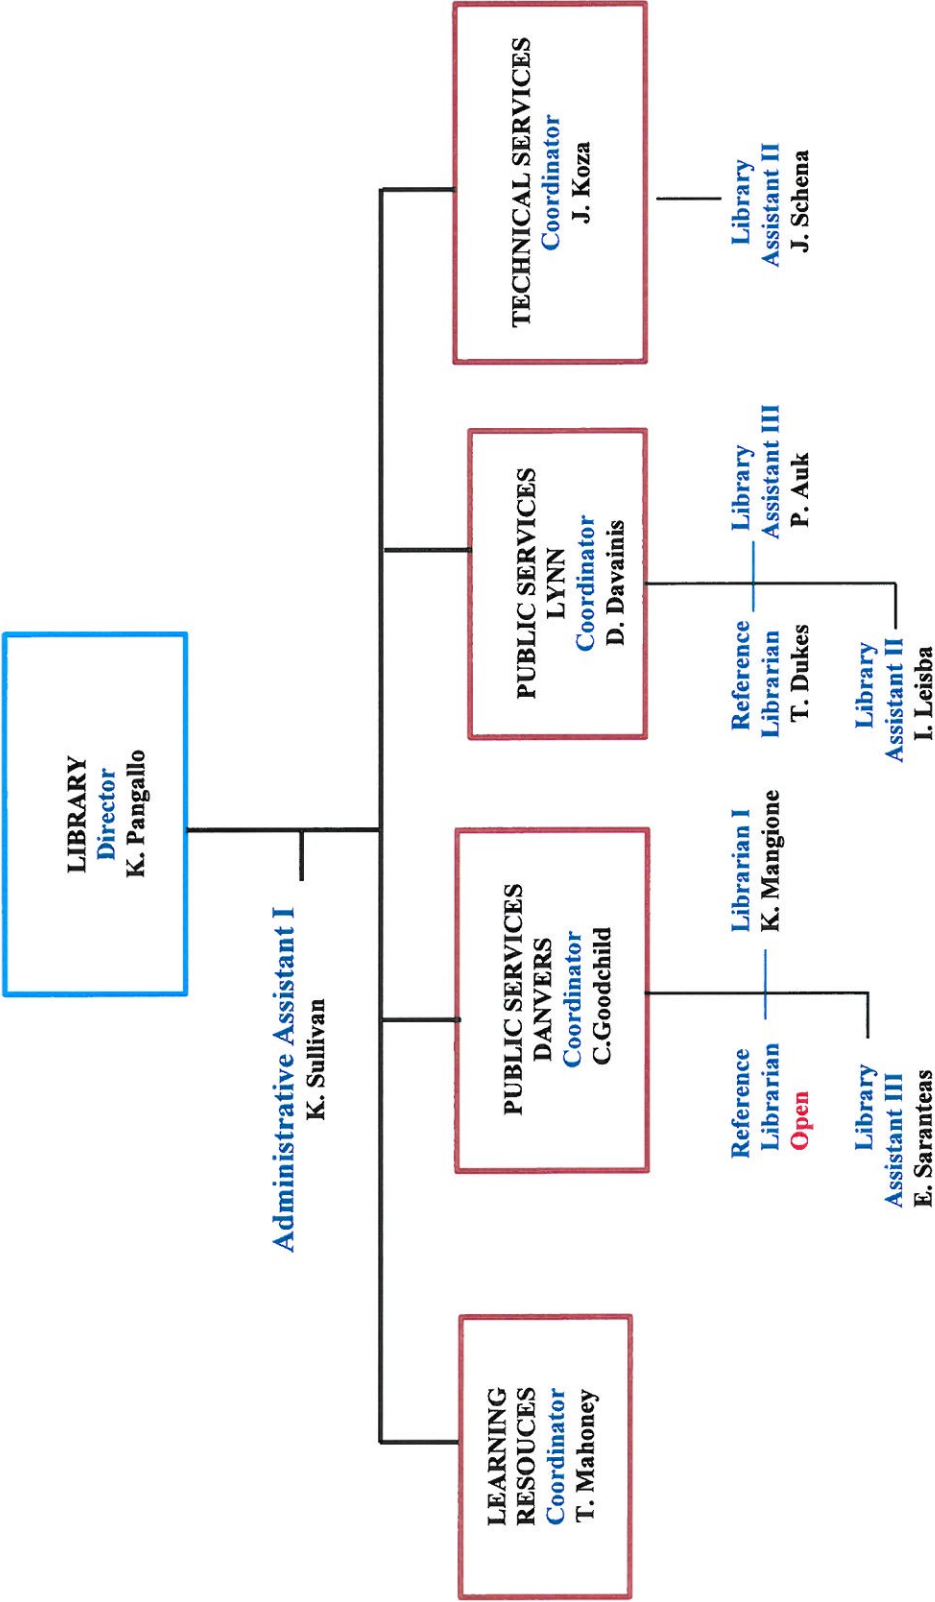 LIBRARY
Director
K. Pangallo
Administrative Assistant I
K. Sullivan
LEARNING
RESOUCES
Coordinator
T. Mahoney
PUBLIC SERVICES
DANVERS
Coordinator
C.Goodchild
Reference
Librarian
Open
Librarian I
K. Mangione
Library
Assistant III
E. Saranteas
PUBLIC SERVICES
LYNN
Coordinator
D. Davainis
Reference
Librarian
T. Dukes
Library
Assistant III
P. Auk
Library
Assistant II
I. Leisba
TECHNICAL SERVICES
Coordinator
J. Koza
Library
Assistant II
J. Schena